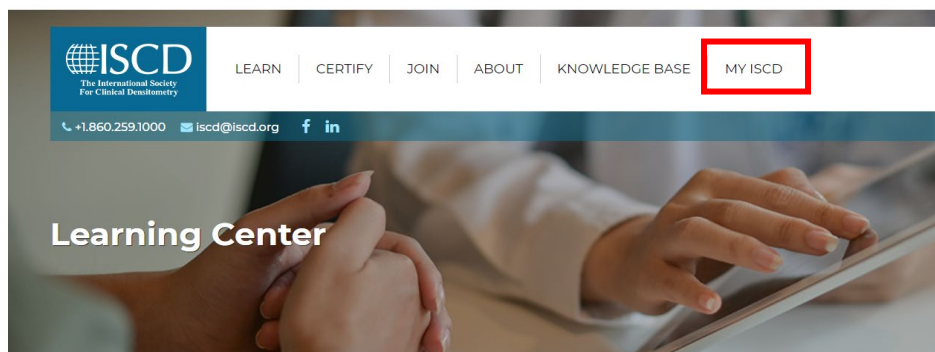 ISCD
The International Society
For Clinical Densitometry
LEARN CERTIFY JOIN ABOUT KNOWLEDGE BASE MY ISCD
+1.860.259.1000 iscd@iscd.org f in
Learning Center